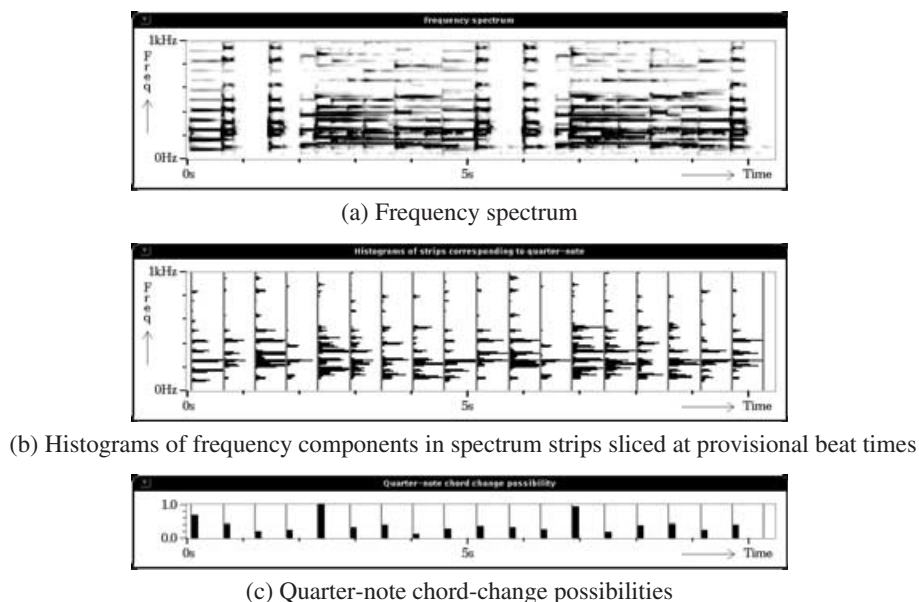 Frequency spectrum
1kHz
Freq
0Hz
0s
5s
Time
(a) Frequency spectrum
Histograms of strips corresponding to quarter-note
1kHz
Freq
0Hz
0s
5s
Time
(b) Histograms of frequency components in spectrum strips sliced at provisional beat times
Quarter-note chord change possibility
1.0
0.0
0s
5s
Time
(c) Quarter-note chord-change possibilities